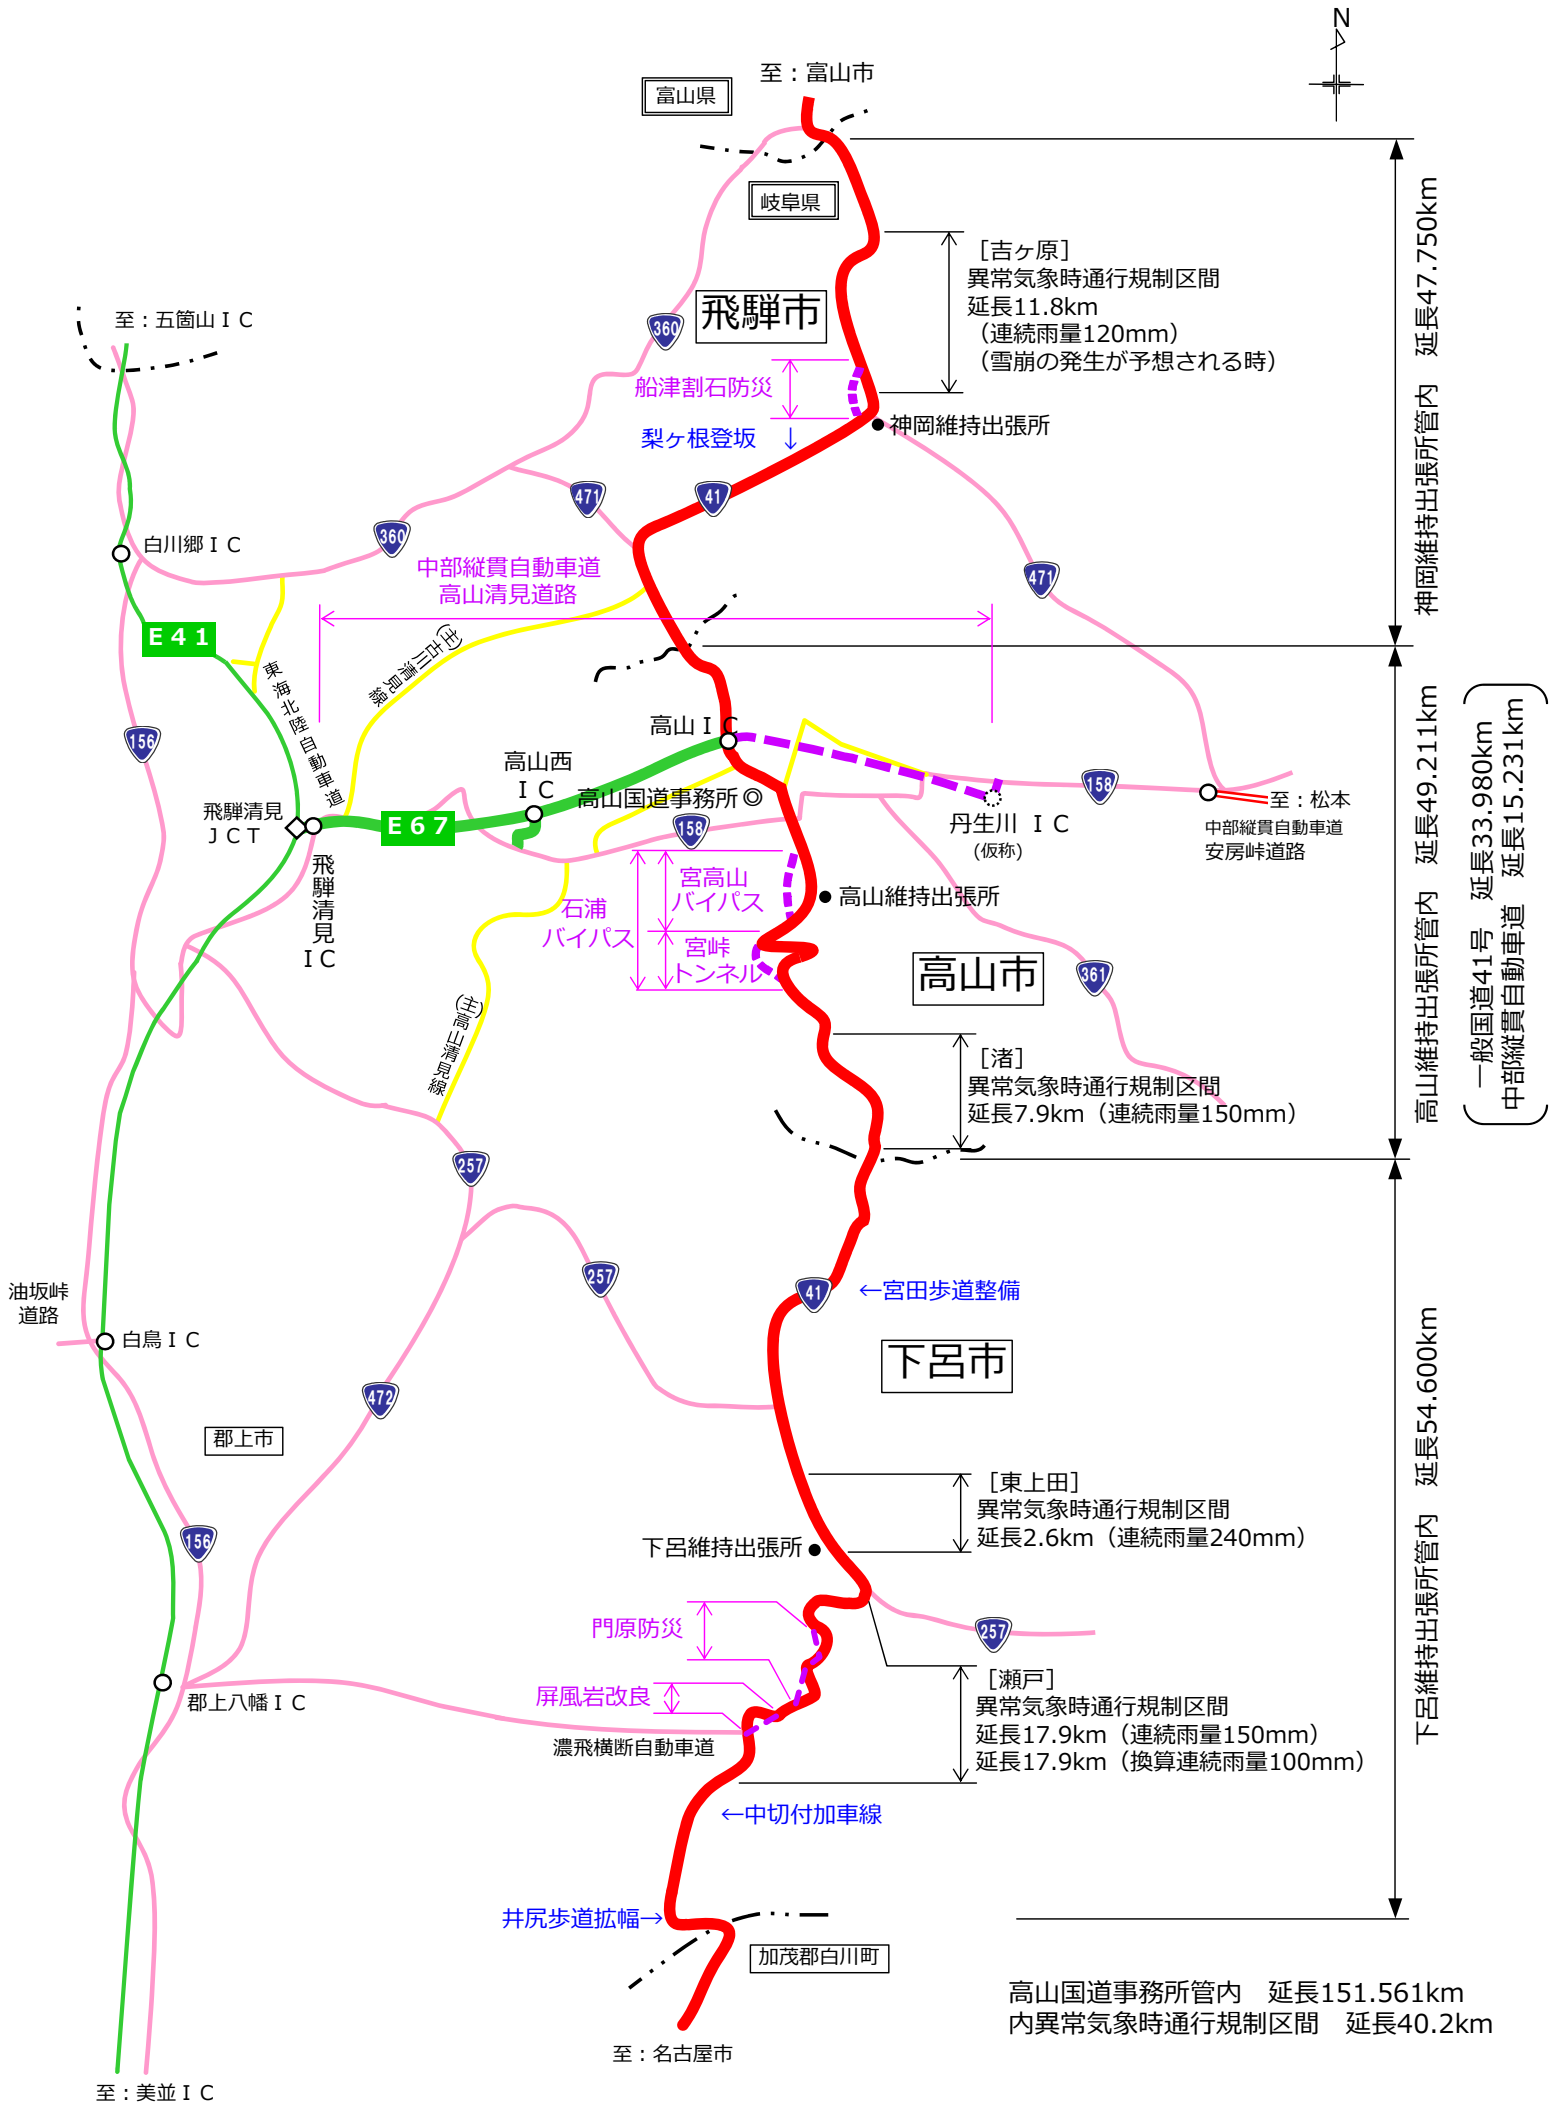 N
至：富山市
富山県
岐阜県
神岡維持出張所管内　延長47.750km
［吉ヶ原］
異常気象時通行規制区間
延長11.8km
（連続雨量120mm）
（雪崩の発生が予想される時）
飛騨市
至：五箇山ＩＣ
360
船津割石防災
梨ヶ根登坂　↓
神岡維持出張所
471
41
360
白川郷ＩＣ
中部縦貫自動車道
高山清見道路
471
E41
(主)古川清見線
東海北陸自動車道
156
高山ＩＣ
高山西
ＩＣ
高山国道事務所◎
158
至：松本
丹生川 ＩＣ
(仮称)
中部縦貫自動車道
安房峠道路
飛騨清見
ＪＣＴ
E67
158
飛騨清見ＩＣ
高山維持出張所管内　延長49.211km
一般国道41号　延長33.980km
中部縦貫自動車道　延長15.231km
宮高山
バイパス
石浦
バイパス
高山維持出張所
宮峠
トンネル
高山市
361
(主)高山清見線
［渚］
異常気象時通行規制区間
延長7.9km（連続雨量150mm）
257
257
41
←宮田歩道整備
油坂峠
道路
白鳥ＩＣ
下呂市
下呂維持出張所管内　延長54.600km
472
郡上市
［東上田］
異常気象時通行規制区間
延長2.6km（連続雨量240mm）
156
下呂維持出張所
門原防災
257
［瀬戸］
異常気象時通行規制区間
延長17.9km（連続雨量150mm）
延長17.9km（換算連続雨量100mm）
屏風岩改良
郡上八幡ＩＣ
濃飛横断自動車道
←中切付加車線
井尻歩道拡幅→
加茂郡白川町
高山国道事務所管内　延長151.561km
内異常気象時通行規制区間　延長40.2km
至：名古屋市
至：美並ＩＣ